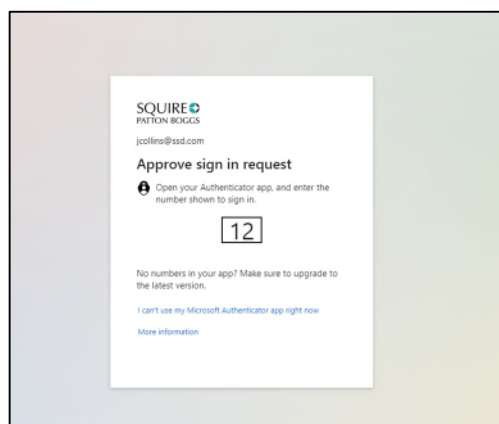 SQUIRE
PATTON BOGGS
jcollins@ssd.com
Approve sign in request
Open your Authenticator app, and enter the
number shown to sign in.
12
No numbers in your app? Make sure to upgrade to
the latest version.
I can't use my Microsoft Authenticator app right now
More information